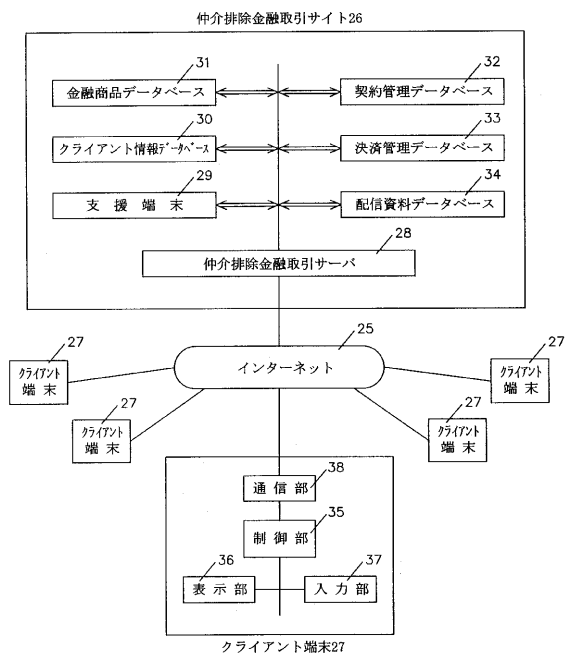 仲介排除金融取引サイト26
31
金融商品データベース
32
契約管理データベース
30
クライアント情報データベース
33
決済管理データベース
29
支援端末
34
配信資料データベース
28
仲介排除金融取引サーバ
25
インターネット
27
クライアント
端末
27
クライアント
端末
27
クライアント
端末
27
クライアント
端末
38
通信部
35
制御部
36
表示部
37
入力部
クライアント端末27